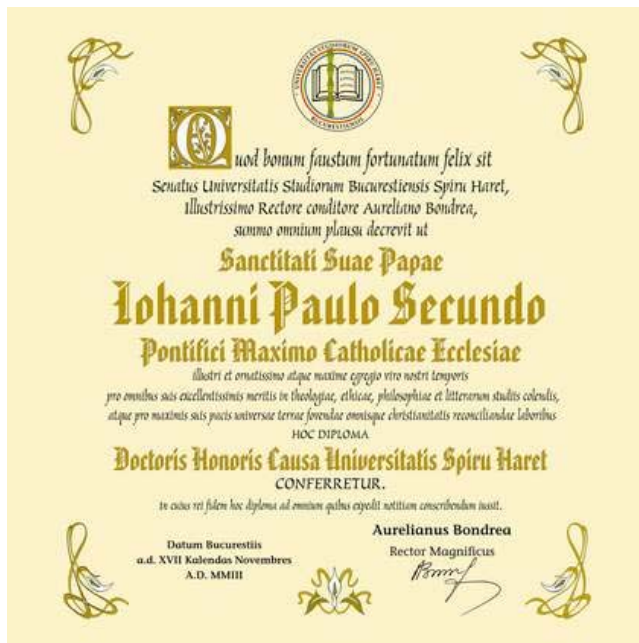 UNIVERSITAS STUDIORUM SPIRU HARET
BUCURESTIENSIS
Quod bonum faustum fortunatum felix sit
Senatus Universitatis Studiorum Bucurestiensis Spiru Haret,
Illustrissimo Rectore conditore Aureliano Bondrea,
summo omnium plausu decrevit ut
Sanctitati Suae Papae
Iohanni Paulo Secundo
Pontifici Maximo Catholicae Ecclesiae
illustri et ornatissimo atque maxime egregio viro nostri temporis
pro omnibus suis excellentissimis meritis in theologiae, ethicae, philosophiae et litterarum studiis colendis,
atque pro maximis suis pacis universae terrae fovendae omnisque christianitatis reconciliandae laboribus
HOC DIPLOMA
Doctoris Honoris Causa Universitatis Spiru Haret
CONFERRETUR.
In cuius rei fidem hoc diploma ad omnium quibus expedit notitiam conscribendum iussit.
Datum Bucurestiis
a.d. XVII Kalendas Novembres
A.D. MMIII
Aurelianus Bondrea
Rector Magnificus